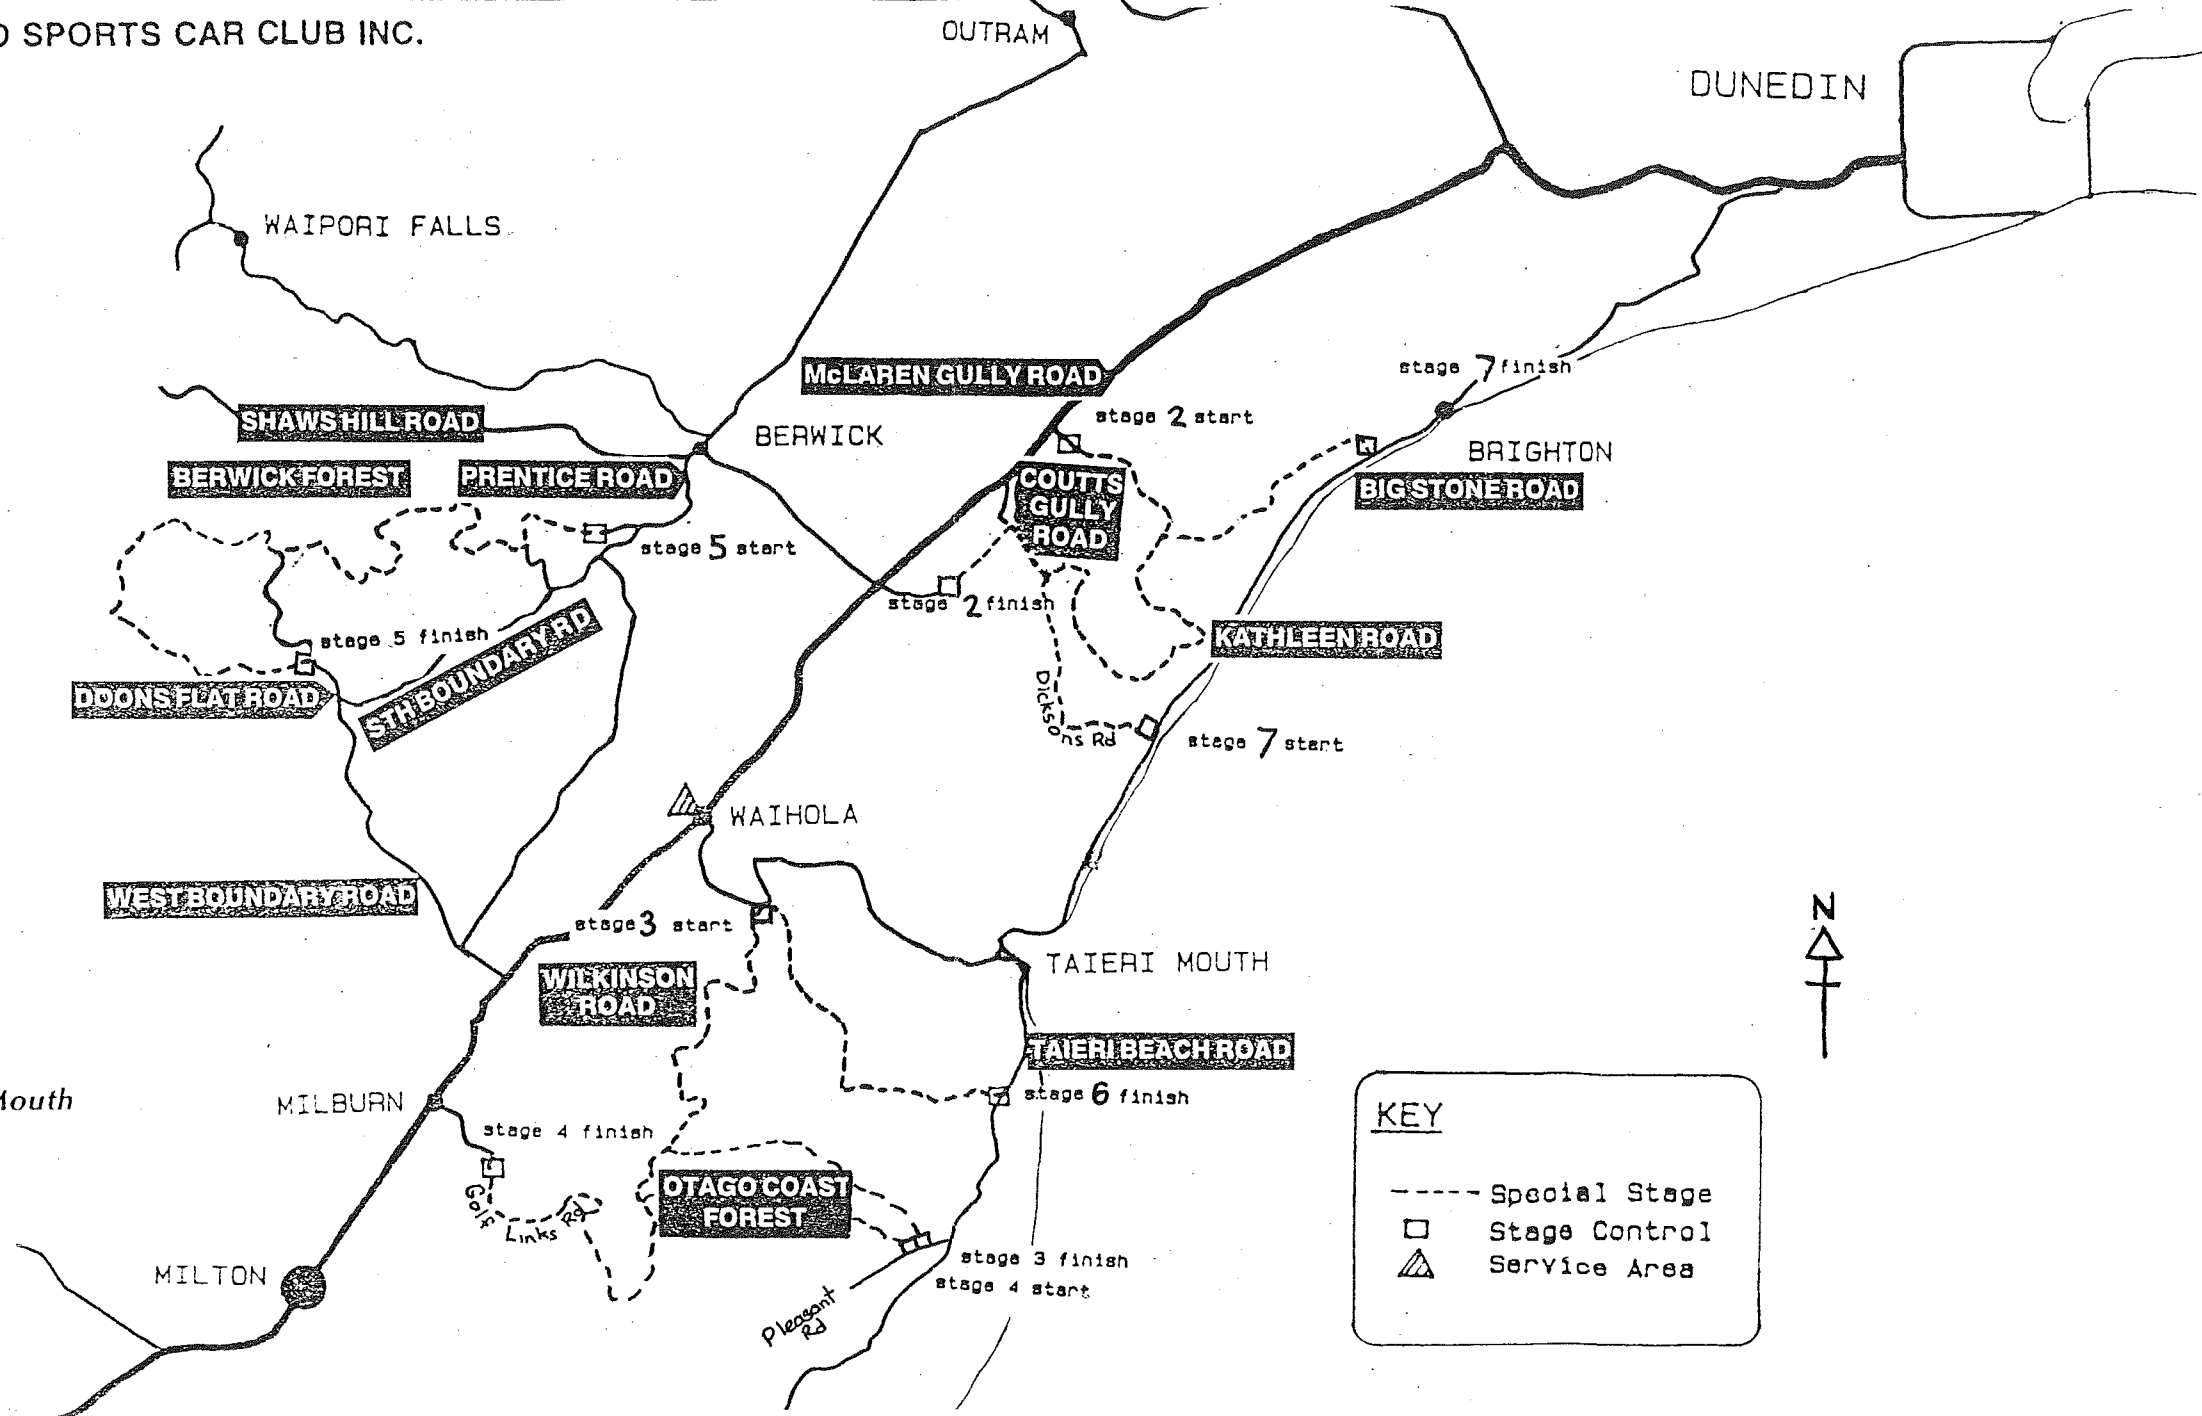 SPORTS CAR CLUB INC.
OUTRAM
DUNEDIN
WAIPORI FALLS
McLAREN GULLY ROAD
stage 7 finish
SHAWS HILL ROAD
stage 2 start
BERWICK
BRIGHTON
BERWICK FOREST
PRENTICE ROAD
COUTTS
GULLY
ROAD
BIG STONE ROAD
stage 5 start
stage 2 finish
stage 5 finish
KATHLEEN ROAD
STH BOUNDARY RD
DOONS FLAT ROAD
Dicksons Rd
stage 7 start
WAIHOLA
WEST BOUNDARY ROAD
stage 3 start
N
WILKINSON
ROAD
TAIERI MOUTH
TAIERI BEACH ROAD
outh
MILBURN
stage 6 finish
KEY
stage 4 finish
Golf Links Rd
OTAGO COAST
FOREST
Special Stage
Stage Control
Service Area
stage 3 finish
stage 4 start
MILTON
Pleasant
Rd